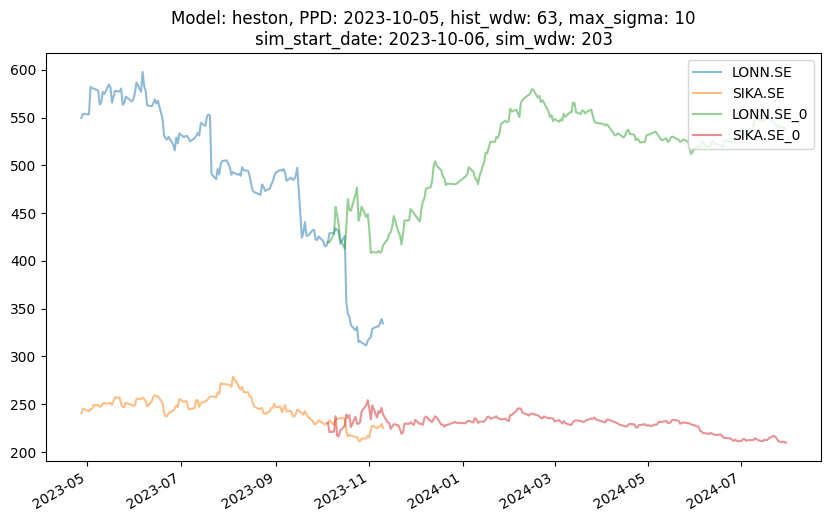 Model: heston, PPD: 2023-10-05, hist_wdw: 63, max_sigma: 10
sim_start_date: 2023-10-06, sim_wdw: 203
600
550
500
450
400
350
300
250
200
LONN.SE
SIKA.SE
LONN.SE_0
SIKA.SE_0
2023-05
2023-07
2023-09
2023-11
2024-01
2024-03
2024-05
2024-07